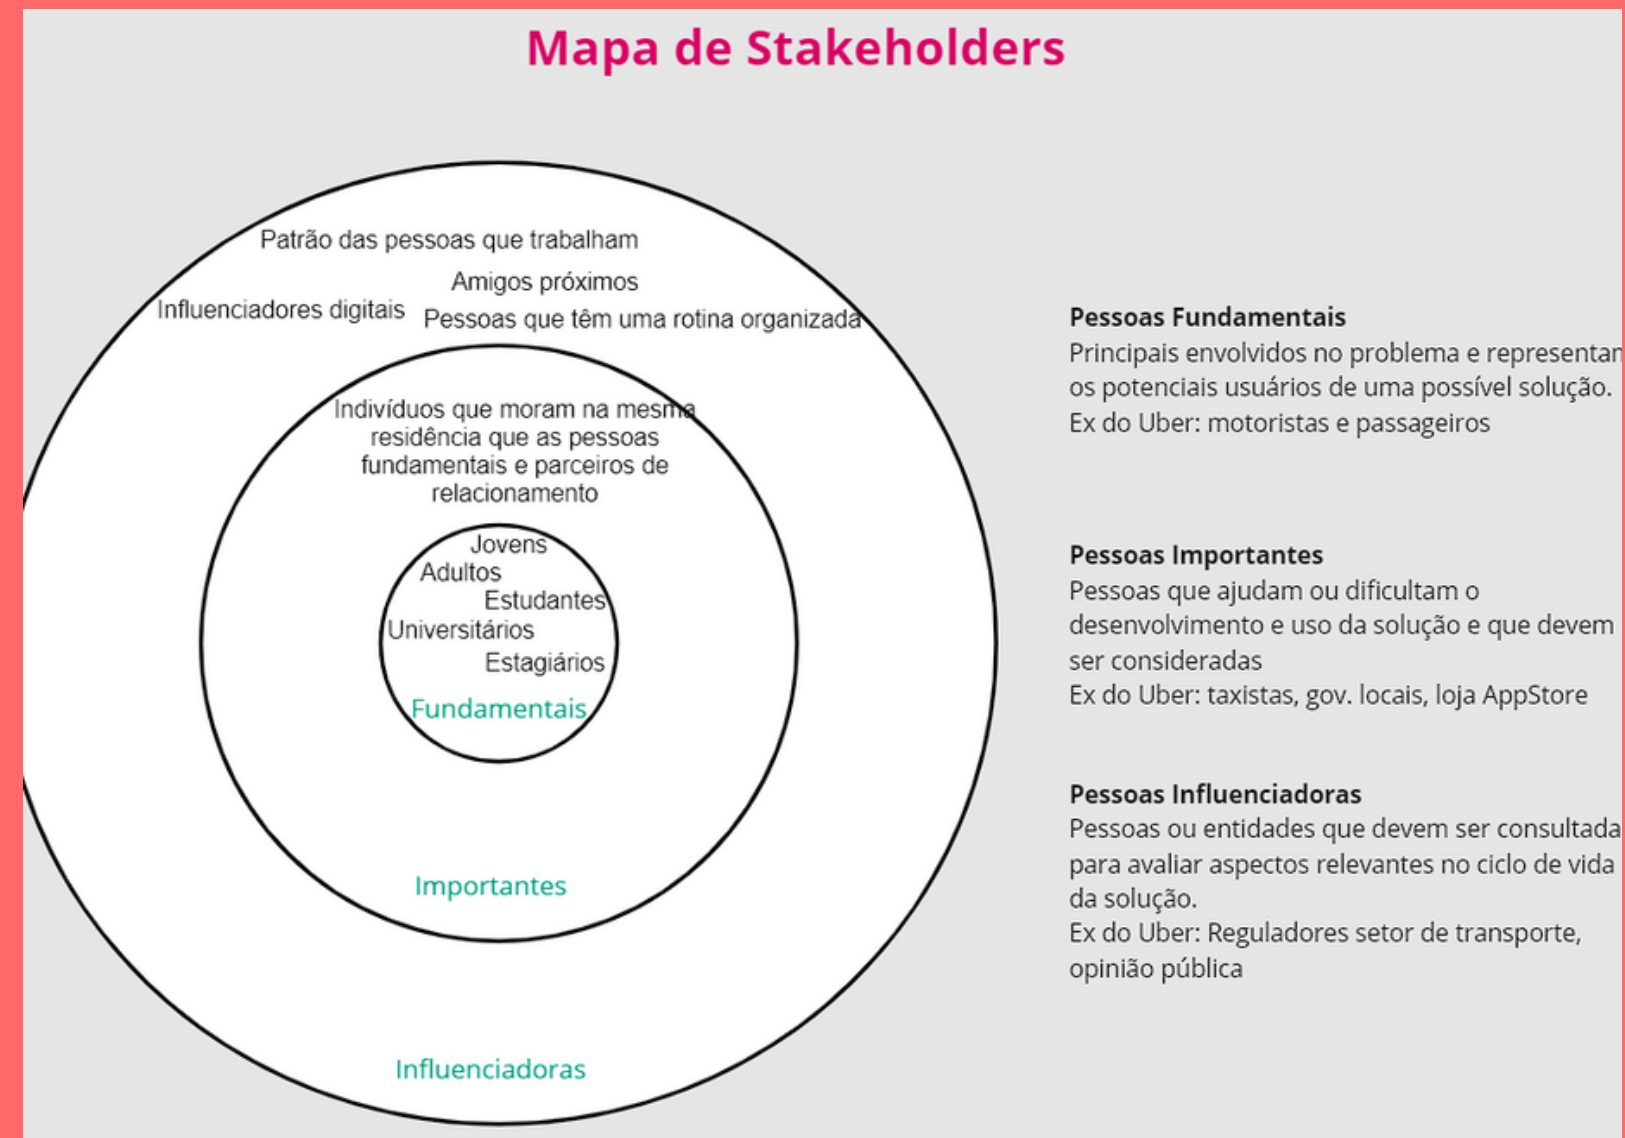 Mapa de Stakeholders
Patrão das pessoas que trabalham
Amigos próximos
Influenciadores digitais
Pessoas que têm uma rotina organizada
Indivíduos que moram na mesma
residência que as pessoas
fundamentais e parceiros de
relacionamento
Jovens
Adultos
Estudantes
Universitários
Estagiários
Fundamentais
Importantes
Influenciadoras
Pessoas Fundamentais
Principais envolvidos no problema e representam
os potenciais usuários de uma possível solução.
Ex do Uber: motoristas e passageiros
Pessoas Importantes
Pessoas que ajudam ou dificultam o
desenvolvimento e uso da solução e que devem
ser consideradas
Ex do Uber: taxistas, gov. locais, loja AppStore
Pessoas Influenciadoras
Pessoas ou entidades que devem ser consultada
para avaliar aspectos relevantes no ciclo de vida
da solução.
Ex do Uber: Reguladores setor de transporte,
opinião pública